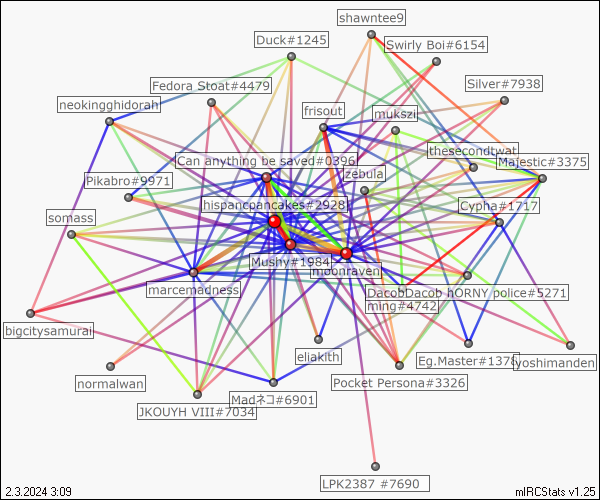 shawntee9
Duck#1245
Swirly Boi#6154
Fedora Stoat#4479
Silver#7938
neokingghidorah
frisout
mukszi
thesecondtwat
Can anything be saved#0396
Majestic#3375
zebula
Pikabro#9971
hispancpancakes#2928
Cypha#1717
somass
Mushy#1984
moonraven
marcemadness
DacobDacob hORNY police#5271
ming#4742
bigcitysamurai
eliakith
Eg.Master#1378
yoshimanden
normalwan
Pocket Persona#3326
Madネコ#6901
JKOUYH VIII#7034
LPK2387 #7690
2.3.2024 3:09
mIRCStats v1.25